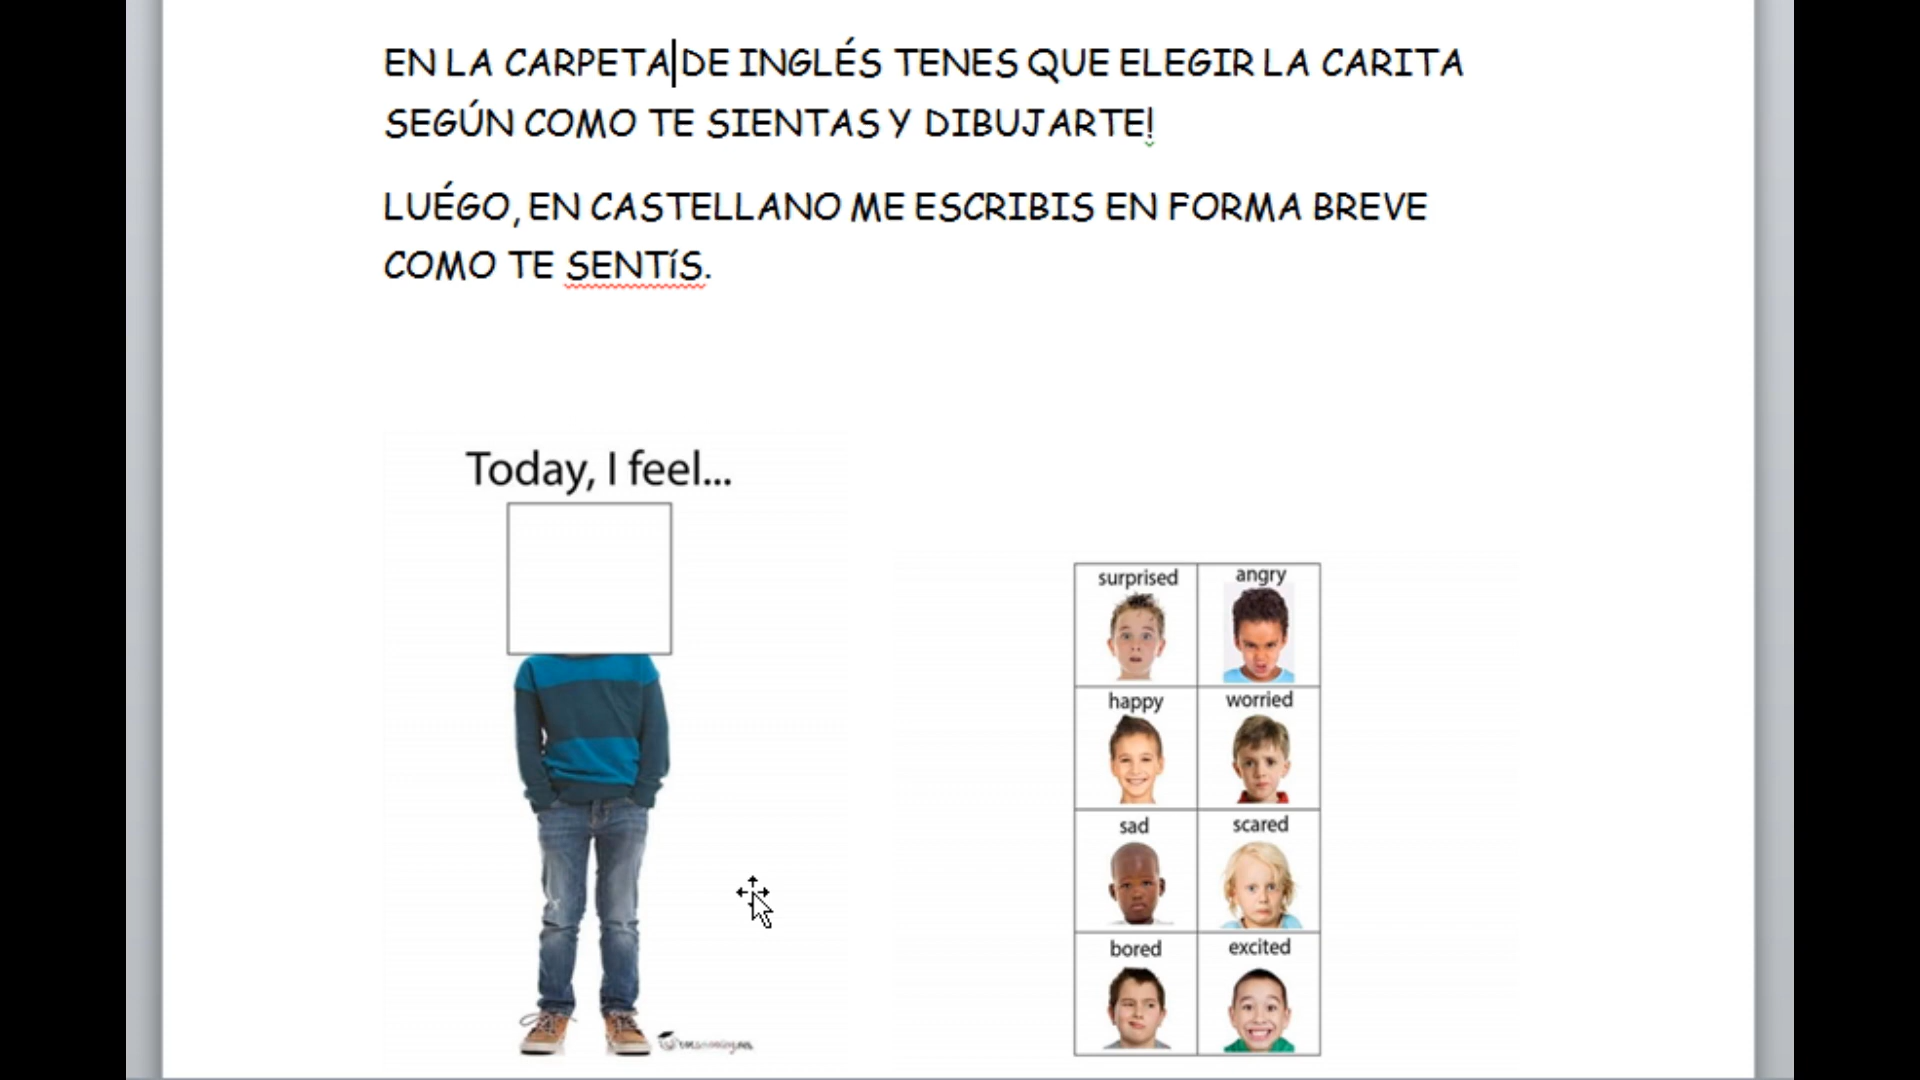 EN LA CARPETA DE INGLÉS TENES QUE ELEGIR LA CARITA
SEGÚN COMO TE SIENTAS Y DIBUJARTE!
LUÉGO, EN CASTELLANO ME ESCRIBIS EN FORMA BREVE
COMO TE SENTíS.
Today, I feel...
surprised angry
happy worried
sad scared
bored excited